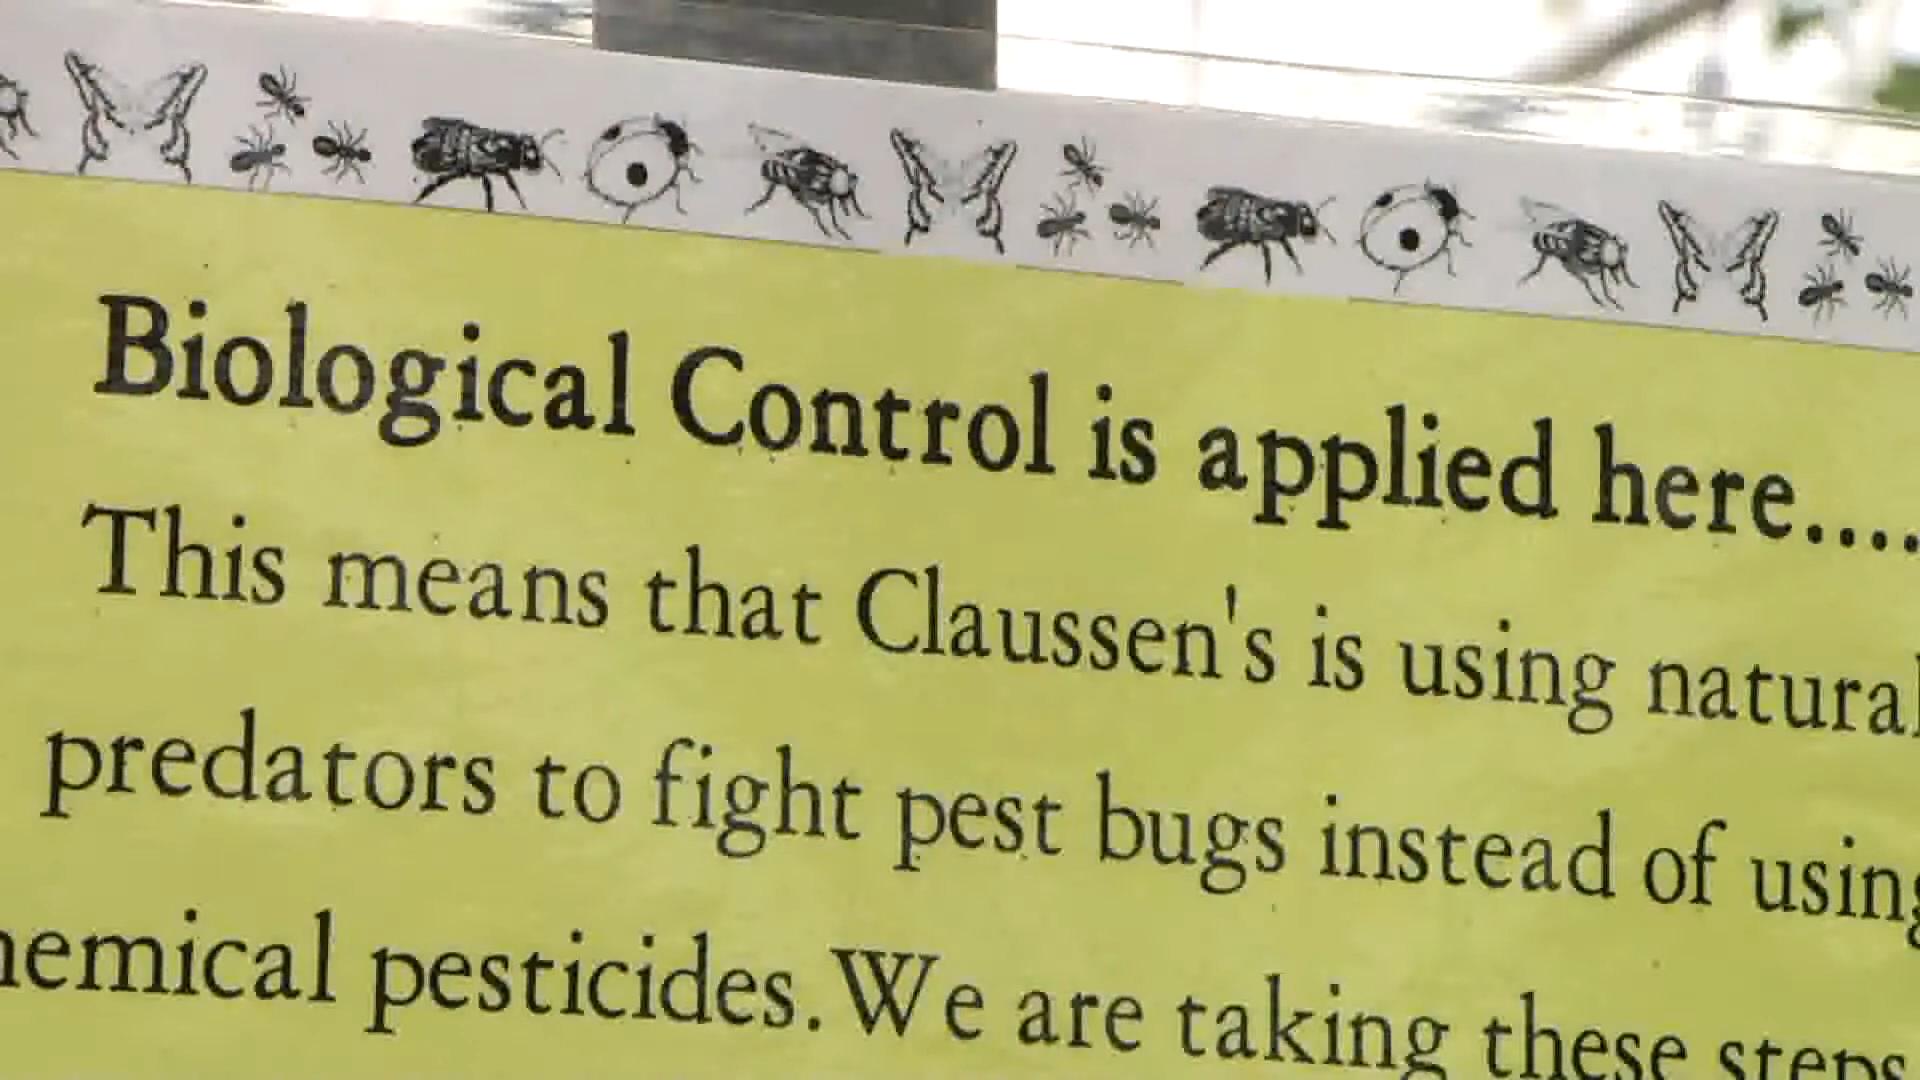 Biological Control is applied here....
This means that Claussen's is using natural
predators to fight pest bugs instead of using
hemical pesticides. We are taking these steps